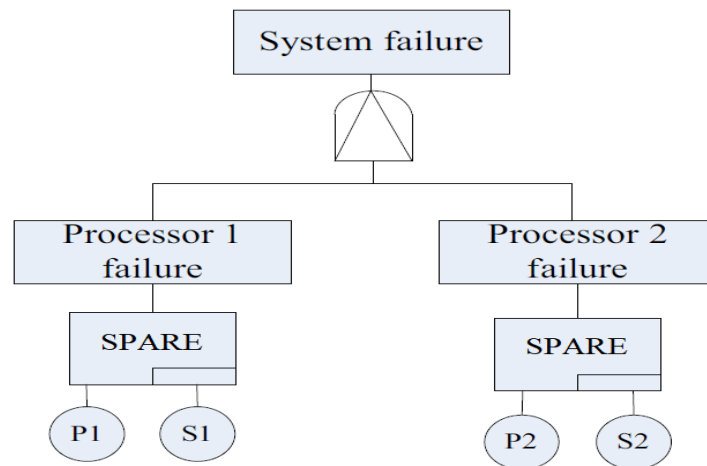 System failure
Processor 1
failure
Processor 2
failure
SPARE
SPARE
P1
S1
P2
S2